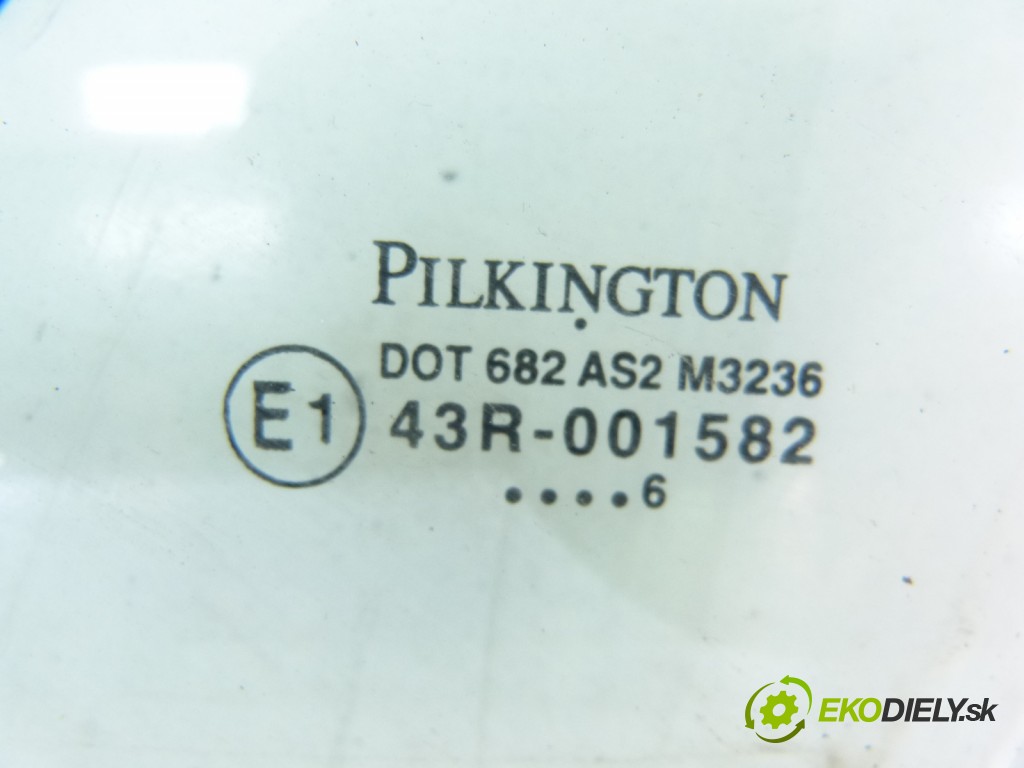 PILKINGTON
DOT 682 AS2 M3236
E1 43R-001582
....6
EKODIELY.sk